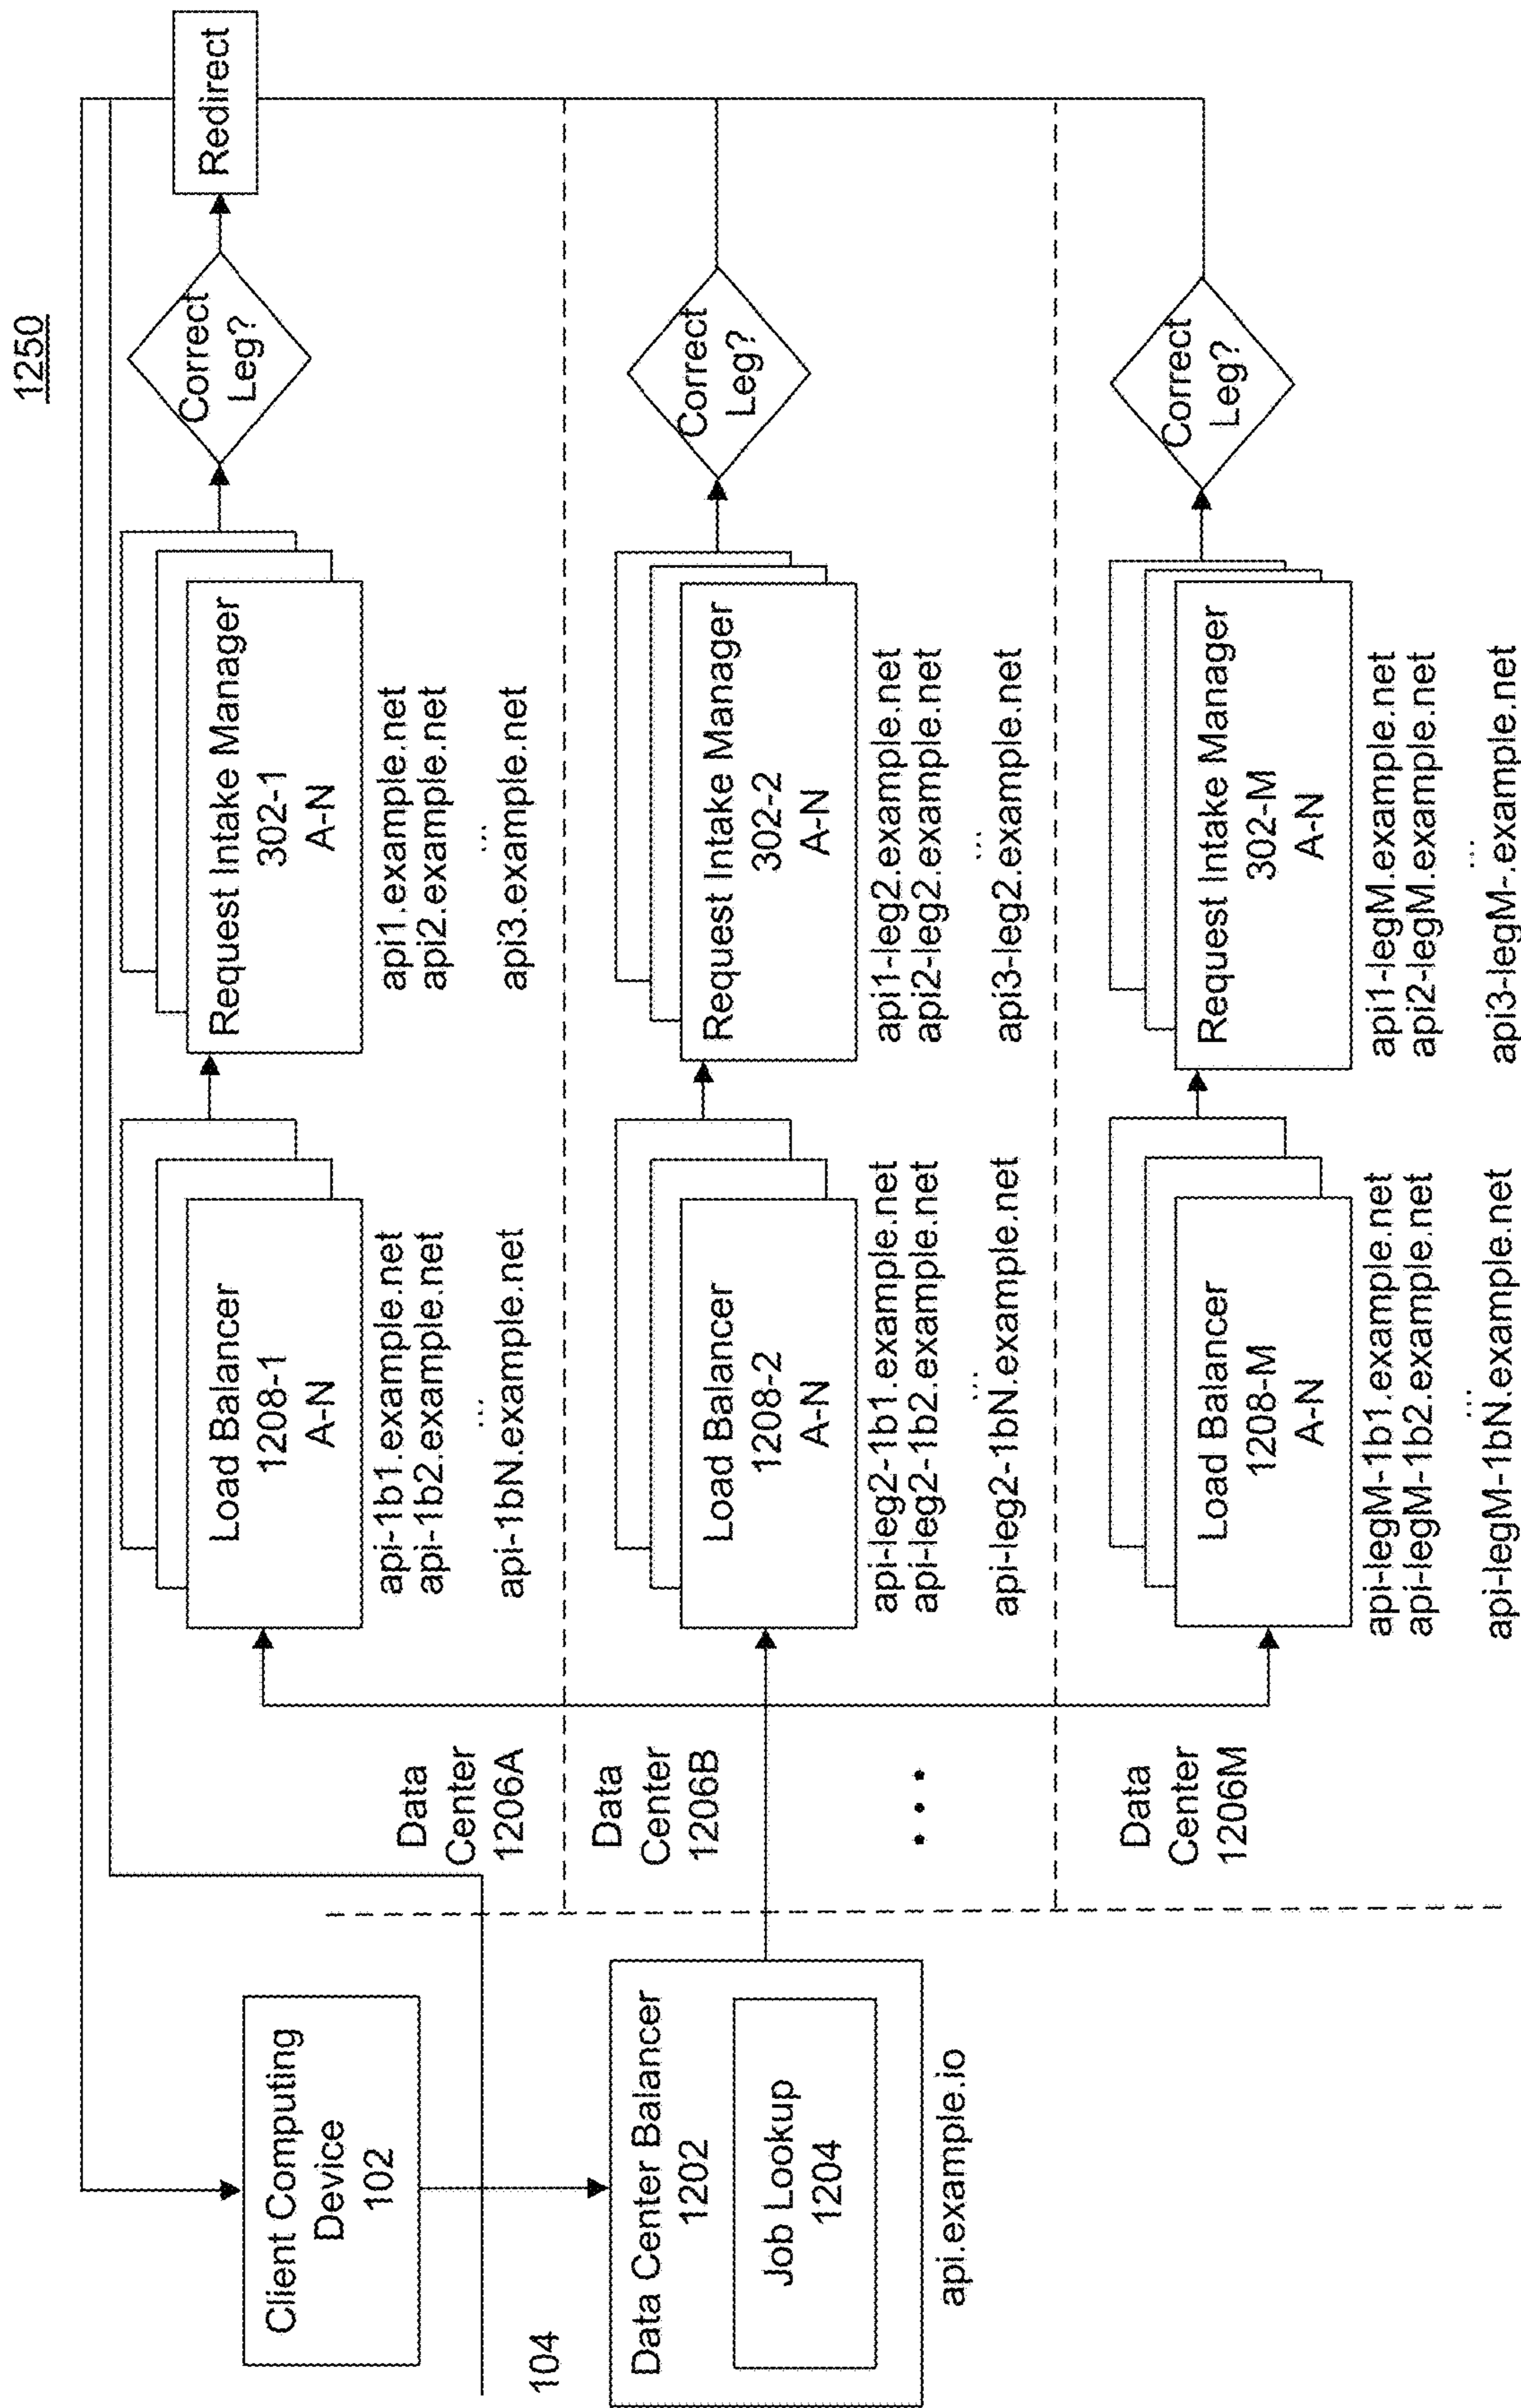 1250
Client Computing
Device
102
104
Data Center Balancer
1202
Job Lookup
1204
api.example.io
Data
Center
1206A
Load Balancer
1208-1
A-N
api-1b1.example.net
api-1b2.example.net
...
api-1bN.example.net
Request Intake Manager
302-1
A-N
api1.example.net
api2.example.net
...
api3.example.net
Correct
Leg?
Redirect
Data
Center
1206B
Load Balancer
1208-2
A-N
api-leg2-1b1.example.net
api-leg2-1b2.example.net
...
api-leg2-1bN.example.net
Request Intake Manager
302-2
A-N
api1-leg2.example.net
api2-leg2.example.net
...
api3-leg2.example.net
Correct
Leg?
...
Data
Center
1206M
Load Balancer
1208-M
A-N
api-legM-1b1.example.net
api-legM-1b2.example.net
...
api-legM-1bN.example.net
Request Intake Manager
302-M
A-N
api1-legM.example.net
api2-legM.example.net
...
api3-legM-.example.net
Correct
Leg?